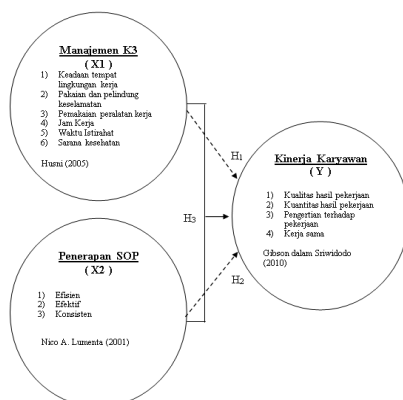 Manajemen K3
( X1 )
1) Keadaan tempat
lingkungan kerja
2) Pakaian dan pelindung
keselamatan
3) Pemakaian peralatan kerja
4) Jam Kerja
5) Waktu Istirahat
6) Sarana kesehatan
Husni (2005)
H1
H3
H2
Kinerja Karyawan
( Y )
1) Kualitas hasil pekerjaan
2) Kuantitas hasil pekerjaan
3) Pengertian terhadap
pekerjaan
4) Kerja sama
Gibson dalam Sriwidodo
(2010)
Penerapan SOP
( X2 )
1) Efisien
2) Efektif
3) Konsisten
Nico A. Lumenta (2001)